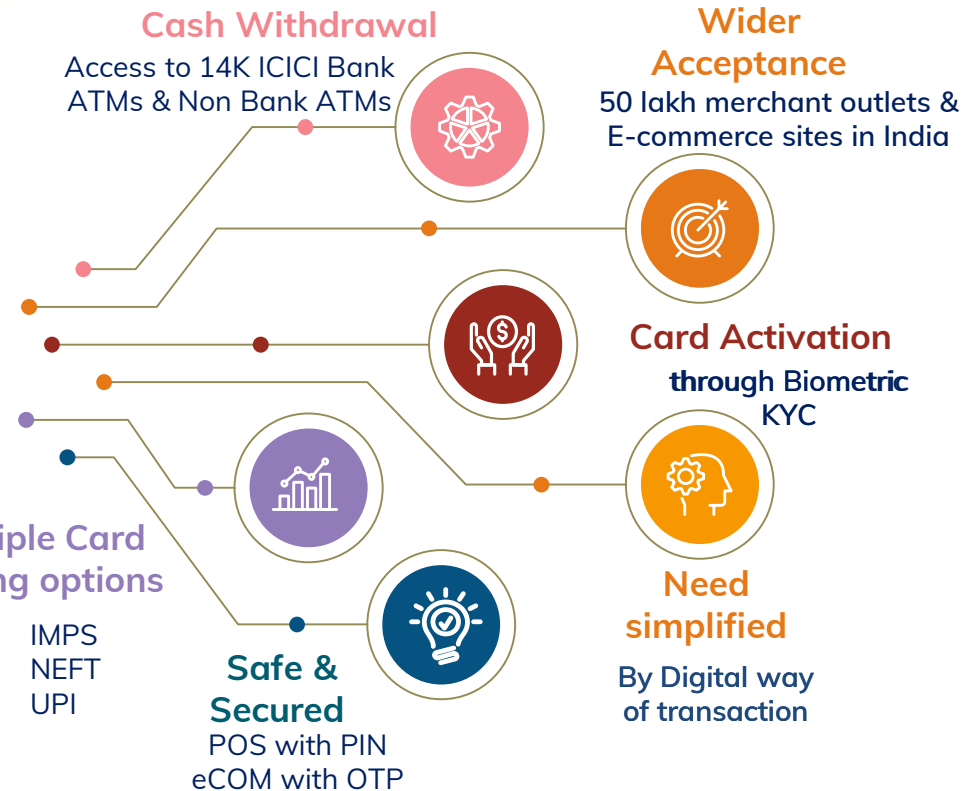 Cash Withdrawal
Access to 14K ICICI Bank
ATMs & Non Bank ATMs
Wider
Acceptance
50 lakh merchant outlets &
E-commerce sites in India
Card Activation
through Biometric
KYC
Need
simplified
By Digital way
of transaction
Card
options
IMPS
NEFT
UPI
Safe &
Secured
POS with PIN
eCOM with OTP